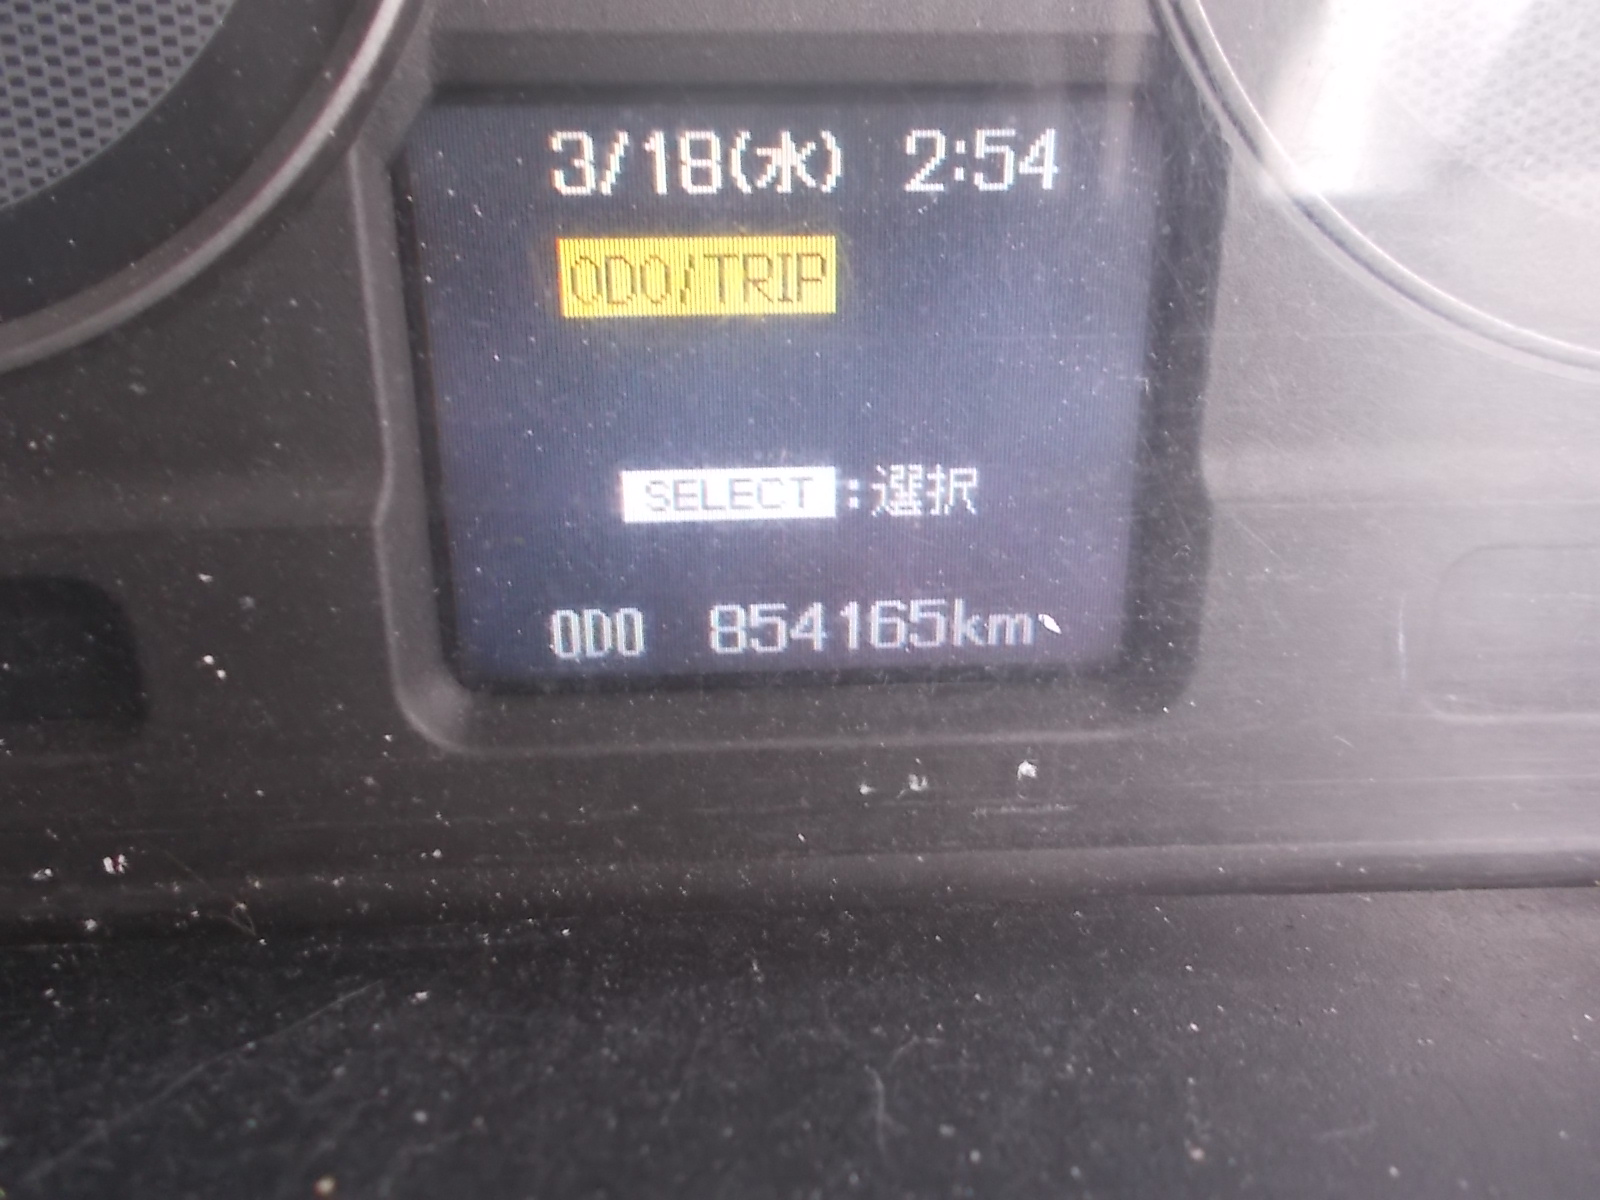 3/18(水) 2:54
ODO/TRIP
SELECT:選択
ODO 854165km